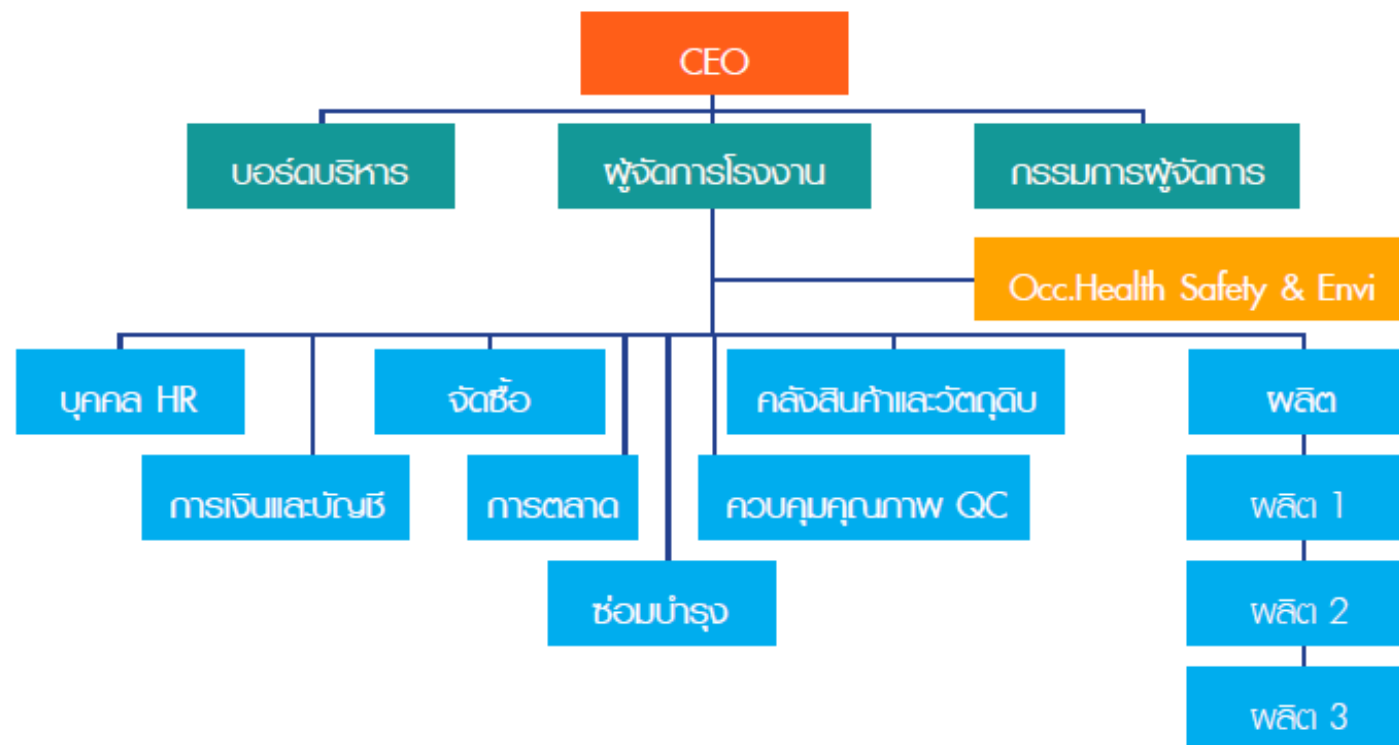 CEO
บอร์ดบริหาร
ผู้จัดการโรงงาน
กรรมการผู้จัดการ
Occ.Health Safety & Envi
บุคคล HR
จัดซื้อ
คลังสินค้าและวัตถุดิบ
ผลิต
การเงินและบัญชี
การตลาด
ควบคุมคุณภาพ QC
ผลิต 1
ซ่อมบำรุง
ผลิต 2
ผลิต 3